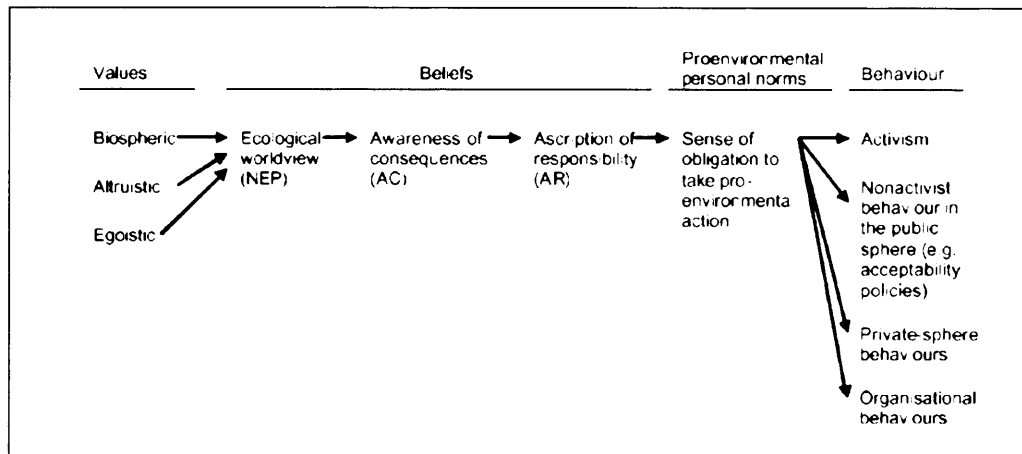 Values
Beliefs
Proenvironmental
personal norms
Behaviour
Biospheric
Altruistic
Egoistic
Ecological
worldview
(NEP)
Awareness of
consequences
(AC)
Ascription of
responsibility
(AR)
Sense of
obligation to
take pro-
environmenta
action
Activism
Nonactivist
behaviour in
the public
sphere (e.g.
acceptability
policies)
Private-sphere
behaviours
Organisational
behaviours